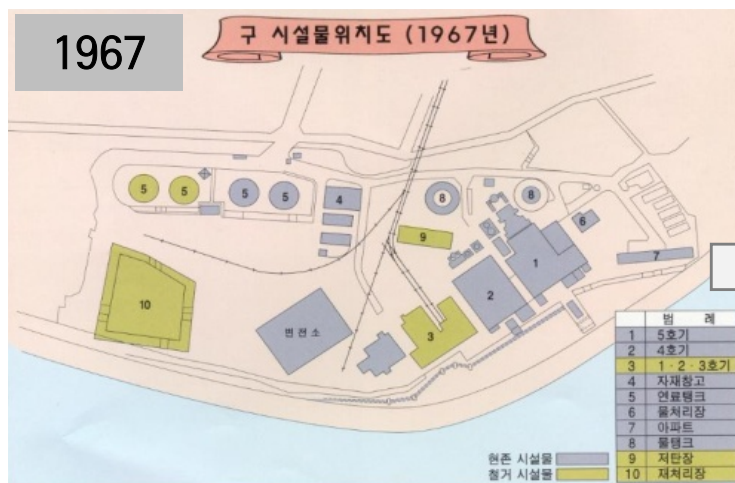 1967
구 시설물위치도 (1967년)
5
5
5
5
4
8
8
6
9
7
1
2
10
변전소
3
범 례
1 5호기
2 4호기
3 1·2·3호기
4 자재창고
5 연료탱크
6 물처리장
7 아파트
8 물탱크
9 저탄장
10 재처리장
현존 시설물
철거 시설물